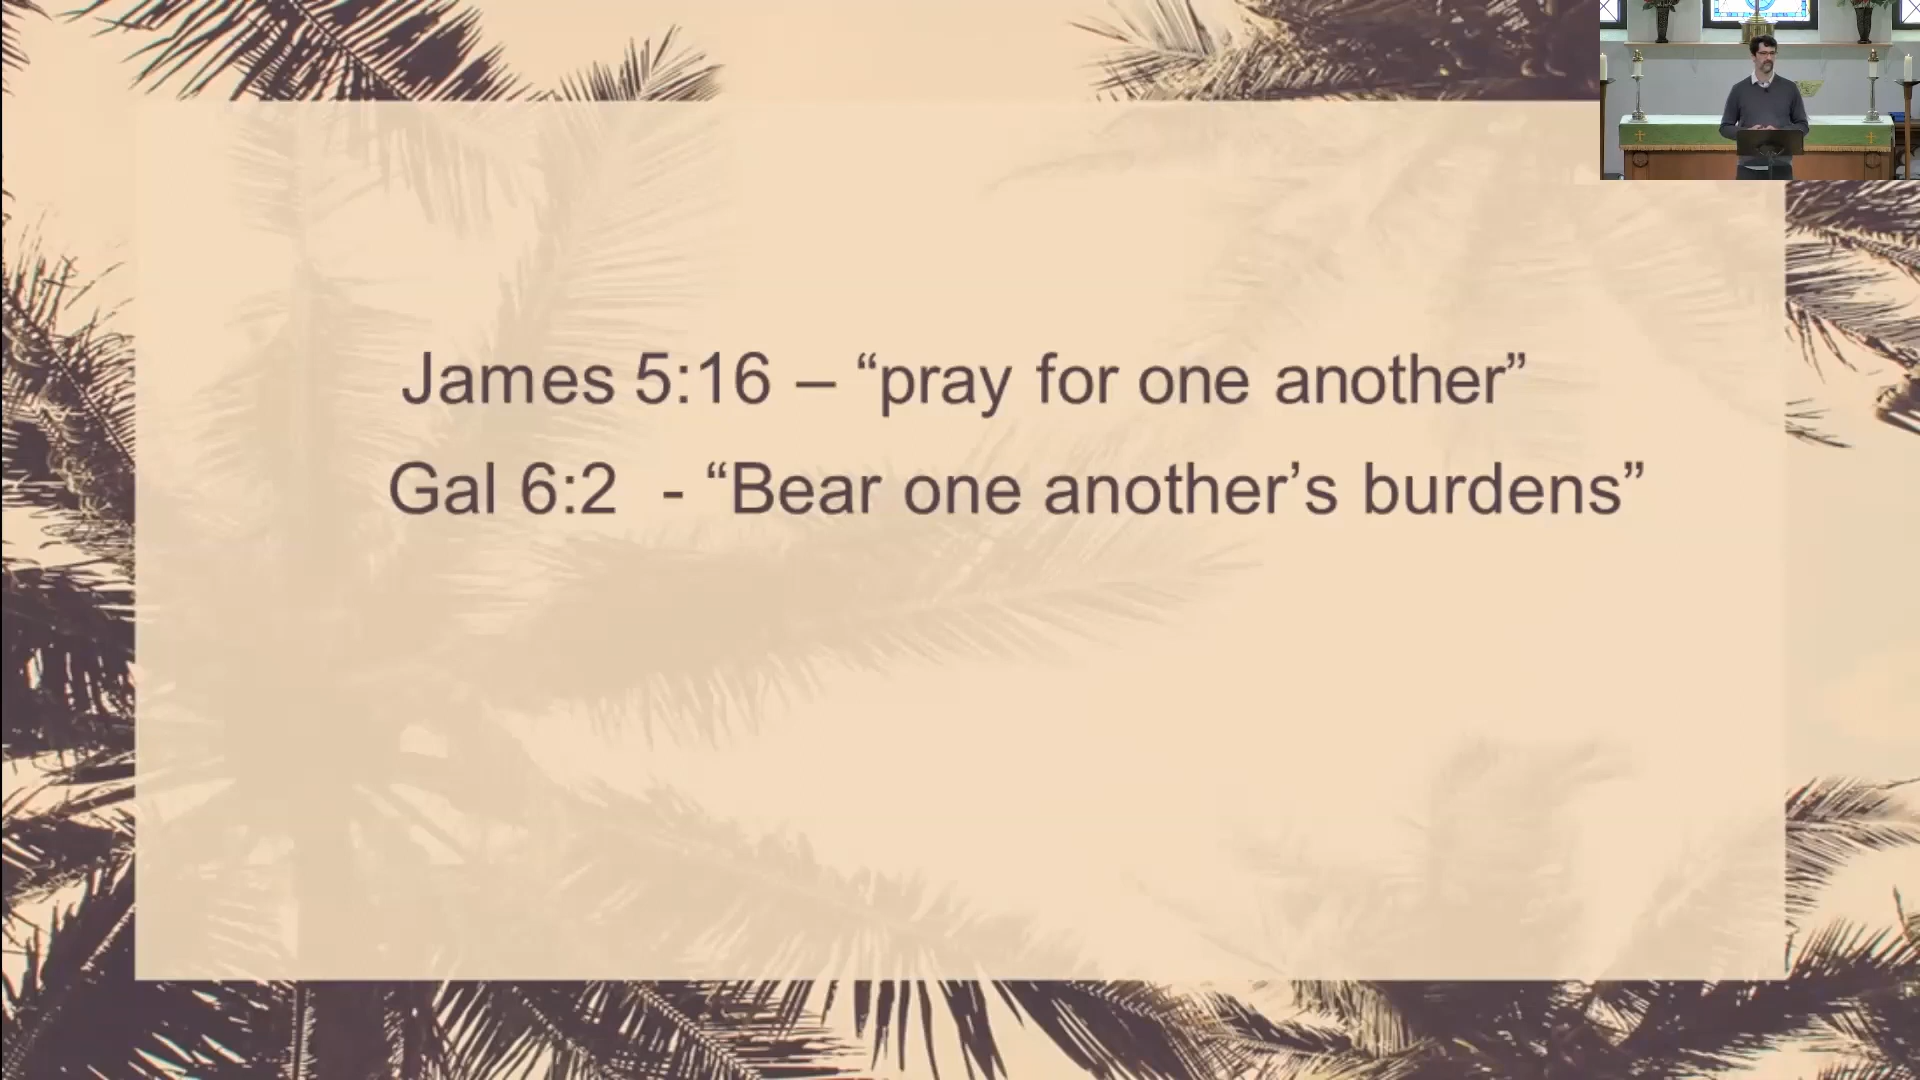 James 5:16 – “pray for one another”
Gal 6:2  - “Bear one another’s burdens”